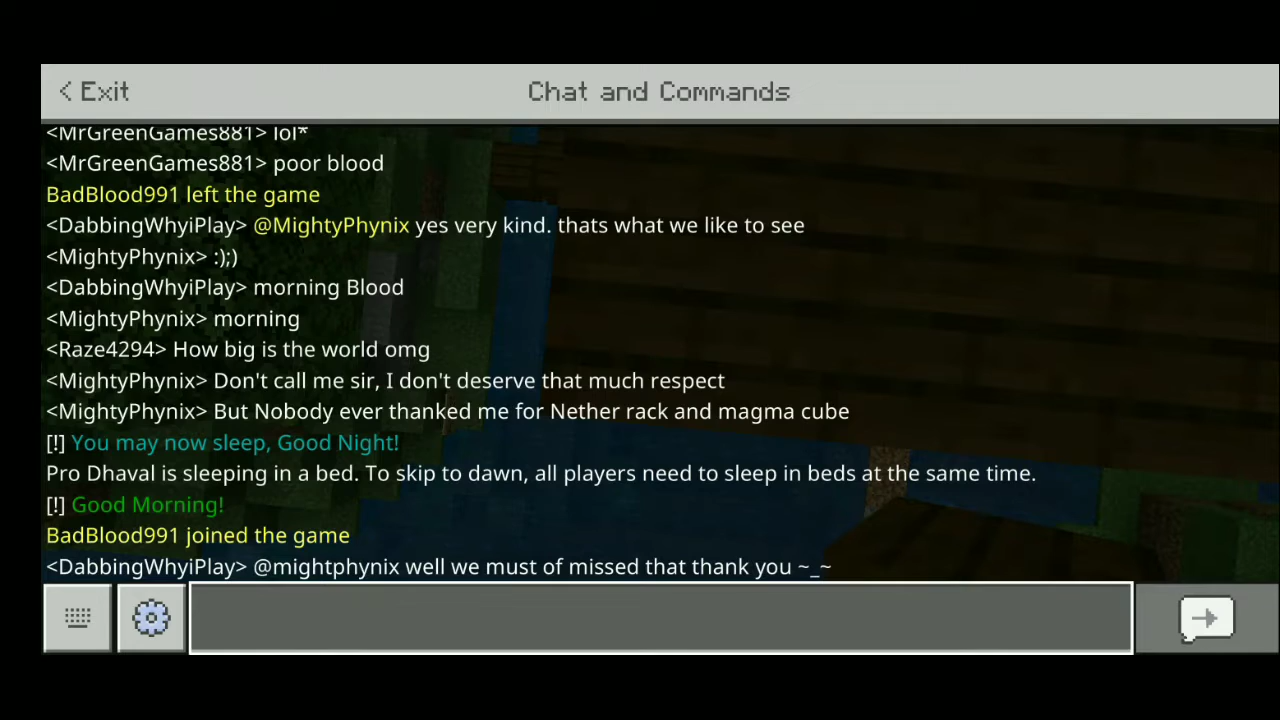 < Exit
Chat and Commands
<MrGreenGames881> lol*
<MrGreenGames881> poor blood
BadBlood991 left the game
<DabbingWhyiPlay> @MightyPhynix yes very kind. thats what we like to see
<MightyPhynix> :);)
<DabbingWhyiPlay> morning Blood
<MightyPhynix> morning
<Raze4294> How big is the world omg
<MightyPhynix> Don't call me sir, I don't deserve that much respect
<MightyPhynix> But Nobody ever thanked me for Nether rack and magma cube
[!] You may now sleep, Good Night!
Pro Dhaval is sleeping in a bed. To skip to dawn, all players need to sleep in beds at the same time.
[!] Good Morning!
BadBlood991 joined the game
<DabbingWhyiPlay> @mightphynix well we must of missed that thank you ~_~